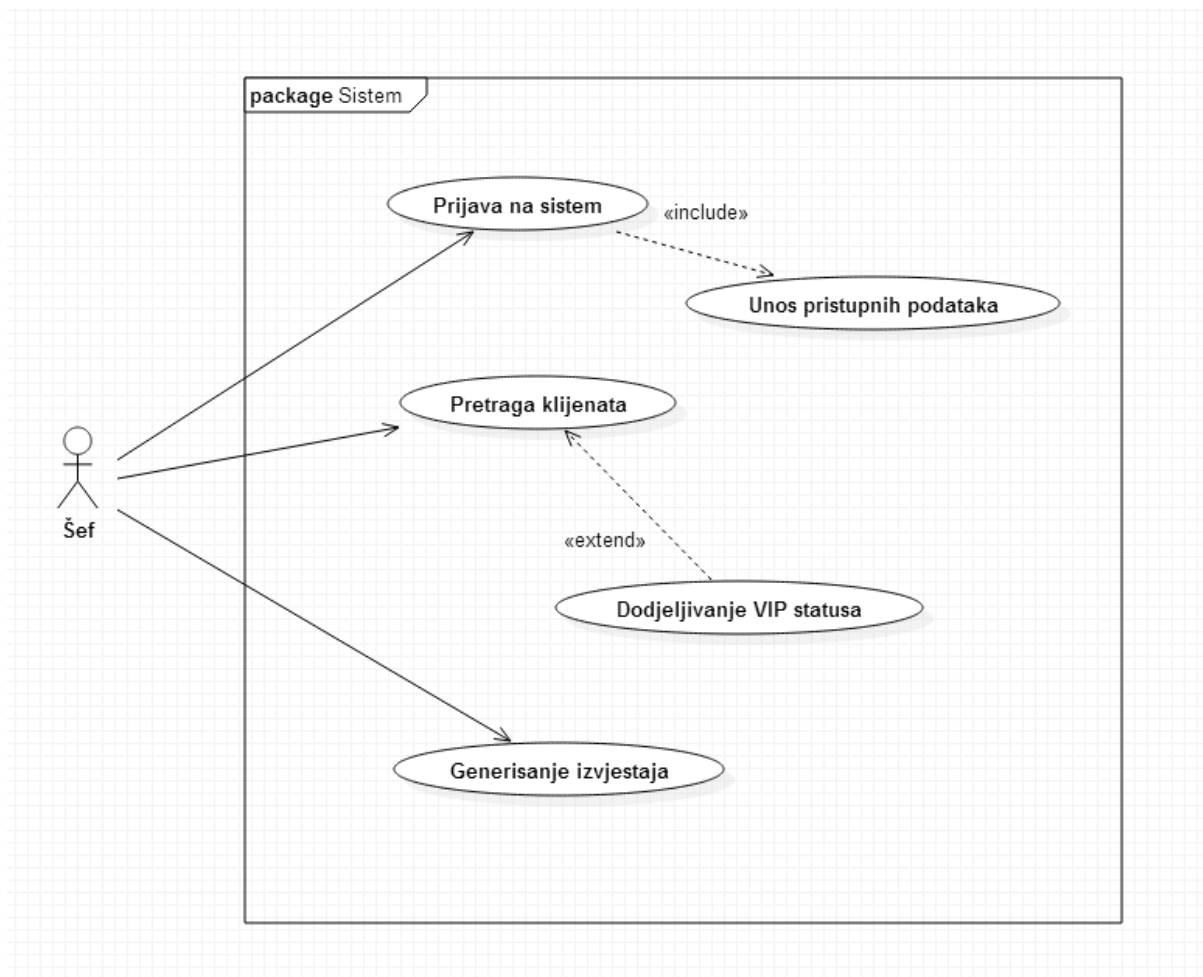 package Sistem
Prijava na sistem
«include»
Unos pristupnih podataka
Pretraga klijenata
Šef
«extend»
Dodjeljivanje VIP statusa
Generisanje izvjestaja